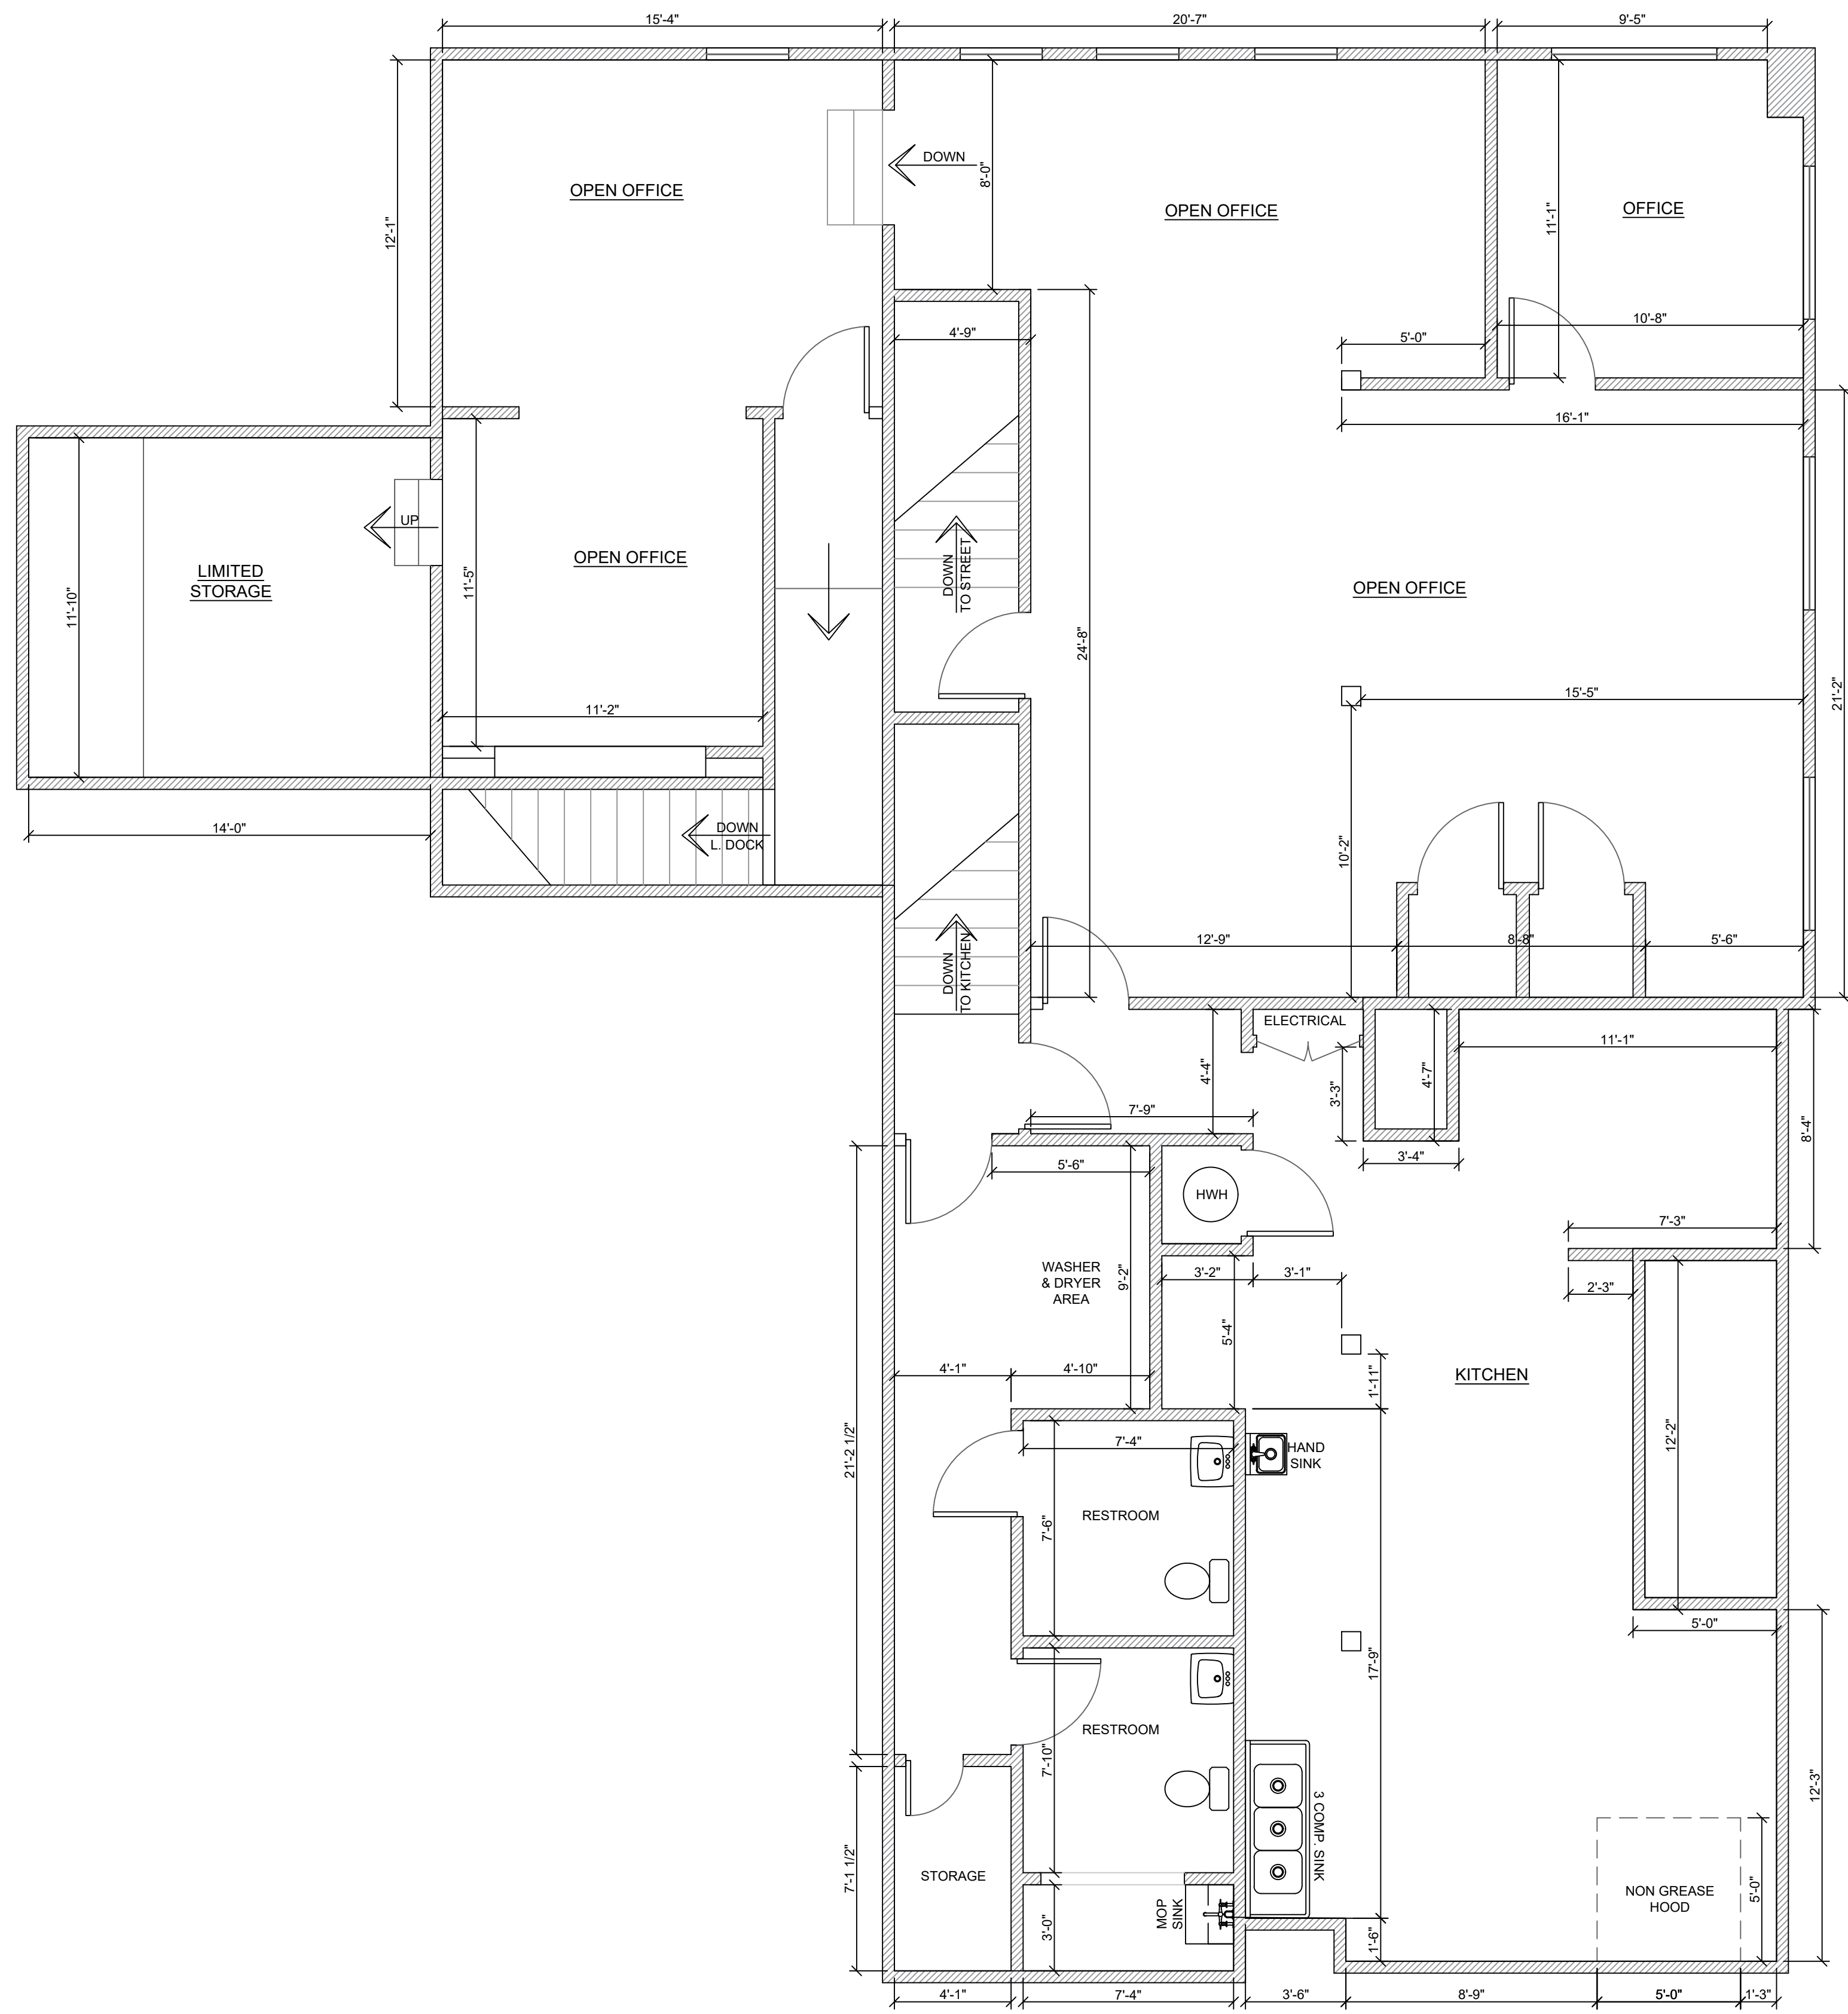 15'-4"
20'-7"
9'-5"
DOWN
8'-0"
OPEN OFFICE
OPEN OFFICE
OFFICE
12'-1"
11'-1"
10'-8"
4'-9"
5'-0"
16'-1"
UP
LIMITED
STORAGE
11'-10"
OPEN OFFICE
11'-5"
DOWN
TO STREET
OPEN OFFICE
24'-8"
21'-2"
15'-5"
11'-2"
14'-0"
DOWN
L. DOCK
10'-2"
12'-9"
8'-8"
5'-6"
DOWN
TO KITCHEN
ELECTRICAL
11'-1"
4'-4"
3'-3"
4'-7"
8'-4"
7'-9"
3'-4"
5'-6"
HWH
7'-3"
WASHER
& DRYER
AREA
9'-2"
3'-2"
3'-1"
2'-3"
5'-4"
4'-1"
4'-10"
1'-11"
KITCHEN
7'-4"
HAND
SINK
12'-2"
21'-2 1/2"
7'-6"
RESTROOM
5'-0"
17'-9"
RESTROOM
7'-10"
3 COMP. SINK
12'-3"
7'-1 1/2"
STORAGE
NON GREASE
HOOD
5'-0"
MOP
SINK
3'-0"
1'-6"
4'-1"
7'-4"
3'-6"
8'-9"
5'-0"
1'-3"